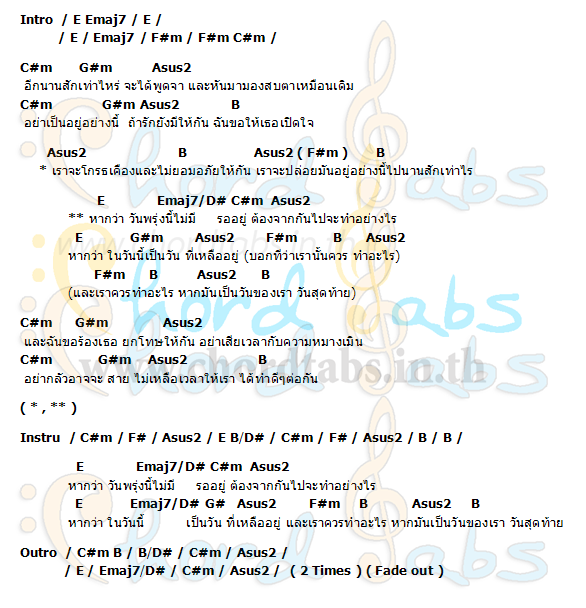 Intro / E Emaj7 / E /
/ E / Emaj7 / F#m / F#m C#m /
C#m G#m Asus2
อีกนานสักเท่าไหร่ จะได้พูดจา และหันมามองสบตาเหมือนเดิม
C#m G#m Asus2 B
อย่าเป็นอยู่อย่างนี้ ถ้ารักยังมีให้กัน ฉันขอให้เธอเปิดใจ
Asus2 B Asus2 ( F#m ) B
* เราจะโกรธเคืองและไม่ยอมอภัยให้กัน เราจะปล่อยมันอยู่อย่างนี้ไปนานสักเท่าไร
E Emaj7/D# C#m Asus2
** หากว่า วันพรุ่งนี้ไม่มี รออยู่ ต้องจากกันไปจะทำอย่างไร
E G#m Asus2 F#m B Asus2
หากว่า ในวันนี้เป็นวัน ที่เหลืออยู่ (บอกทีว่าเรานั้นควร ทำอะไร)
F#m B Asus2 B
(และเราควรทำอะไร หากมันเป็นวันของเรา วันสุดท้าย)
C#m G#m Asus2
และฉันขอร้องเธอ ยกโทษให้กัน อย่าเสียเวลากับความหมางเมิน
C#m G#m Asus2 B
อย่ากลัวอาจจะ สาย ไม่เหลือเวลาให้เรา ได้ทำดีๆต่อกัน
( * , ** )
Instru / C#m / F# / Asus2 / E B/D# / C#m / F# / Asus2 / B / B /
E Emaj7/D# C#m Asus2
หากว่า วันพรุ่งนี้ไม่มี รออยู่ ต้องจากกันไปจะทำอย่างไร
E Emaj7/D# G# Asus2 F#m B Asus2 B
หากว่า ในวันนี้ เป็นวัน ที่เหลืออยู่ และเราควรทำอะไร หากมันเป็นวันของเรา วันสุดท้าย
Outro / C#m B / B/D# / C#m / Asus2 /
/ E / Emaj7/D# / C#m / Asus2 / ( 2 Times ) ( Fade out )
Chord Tabs
www.chordtabs.in.th